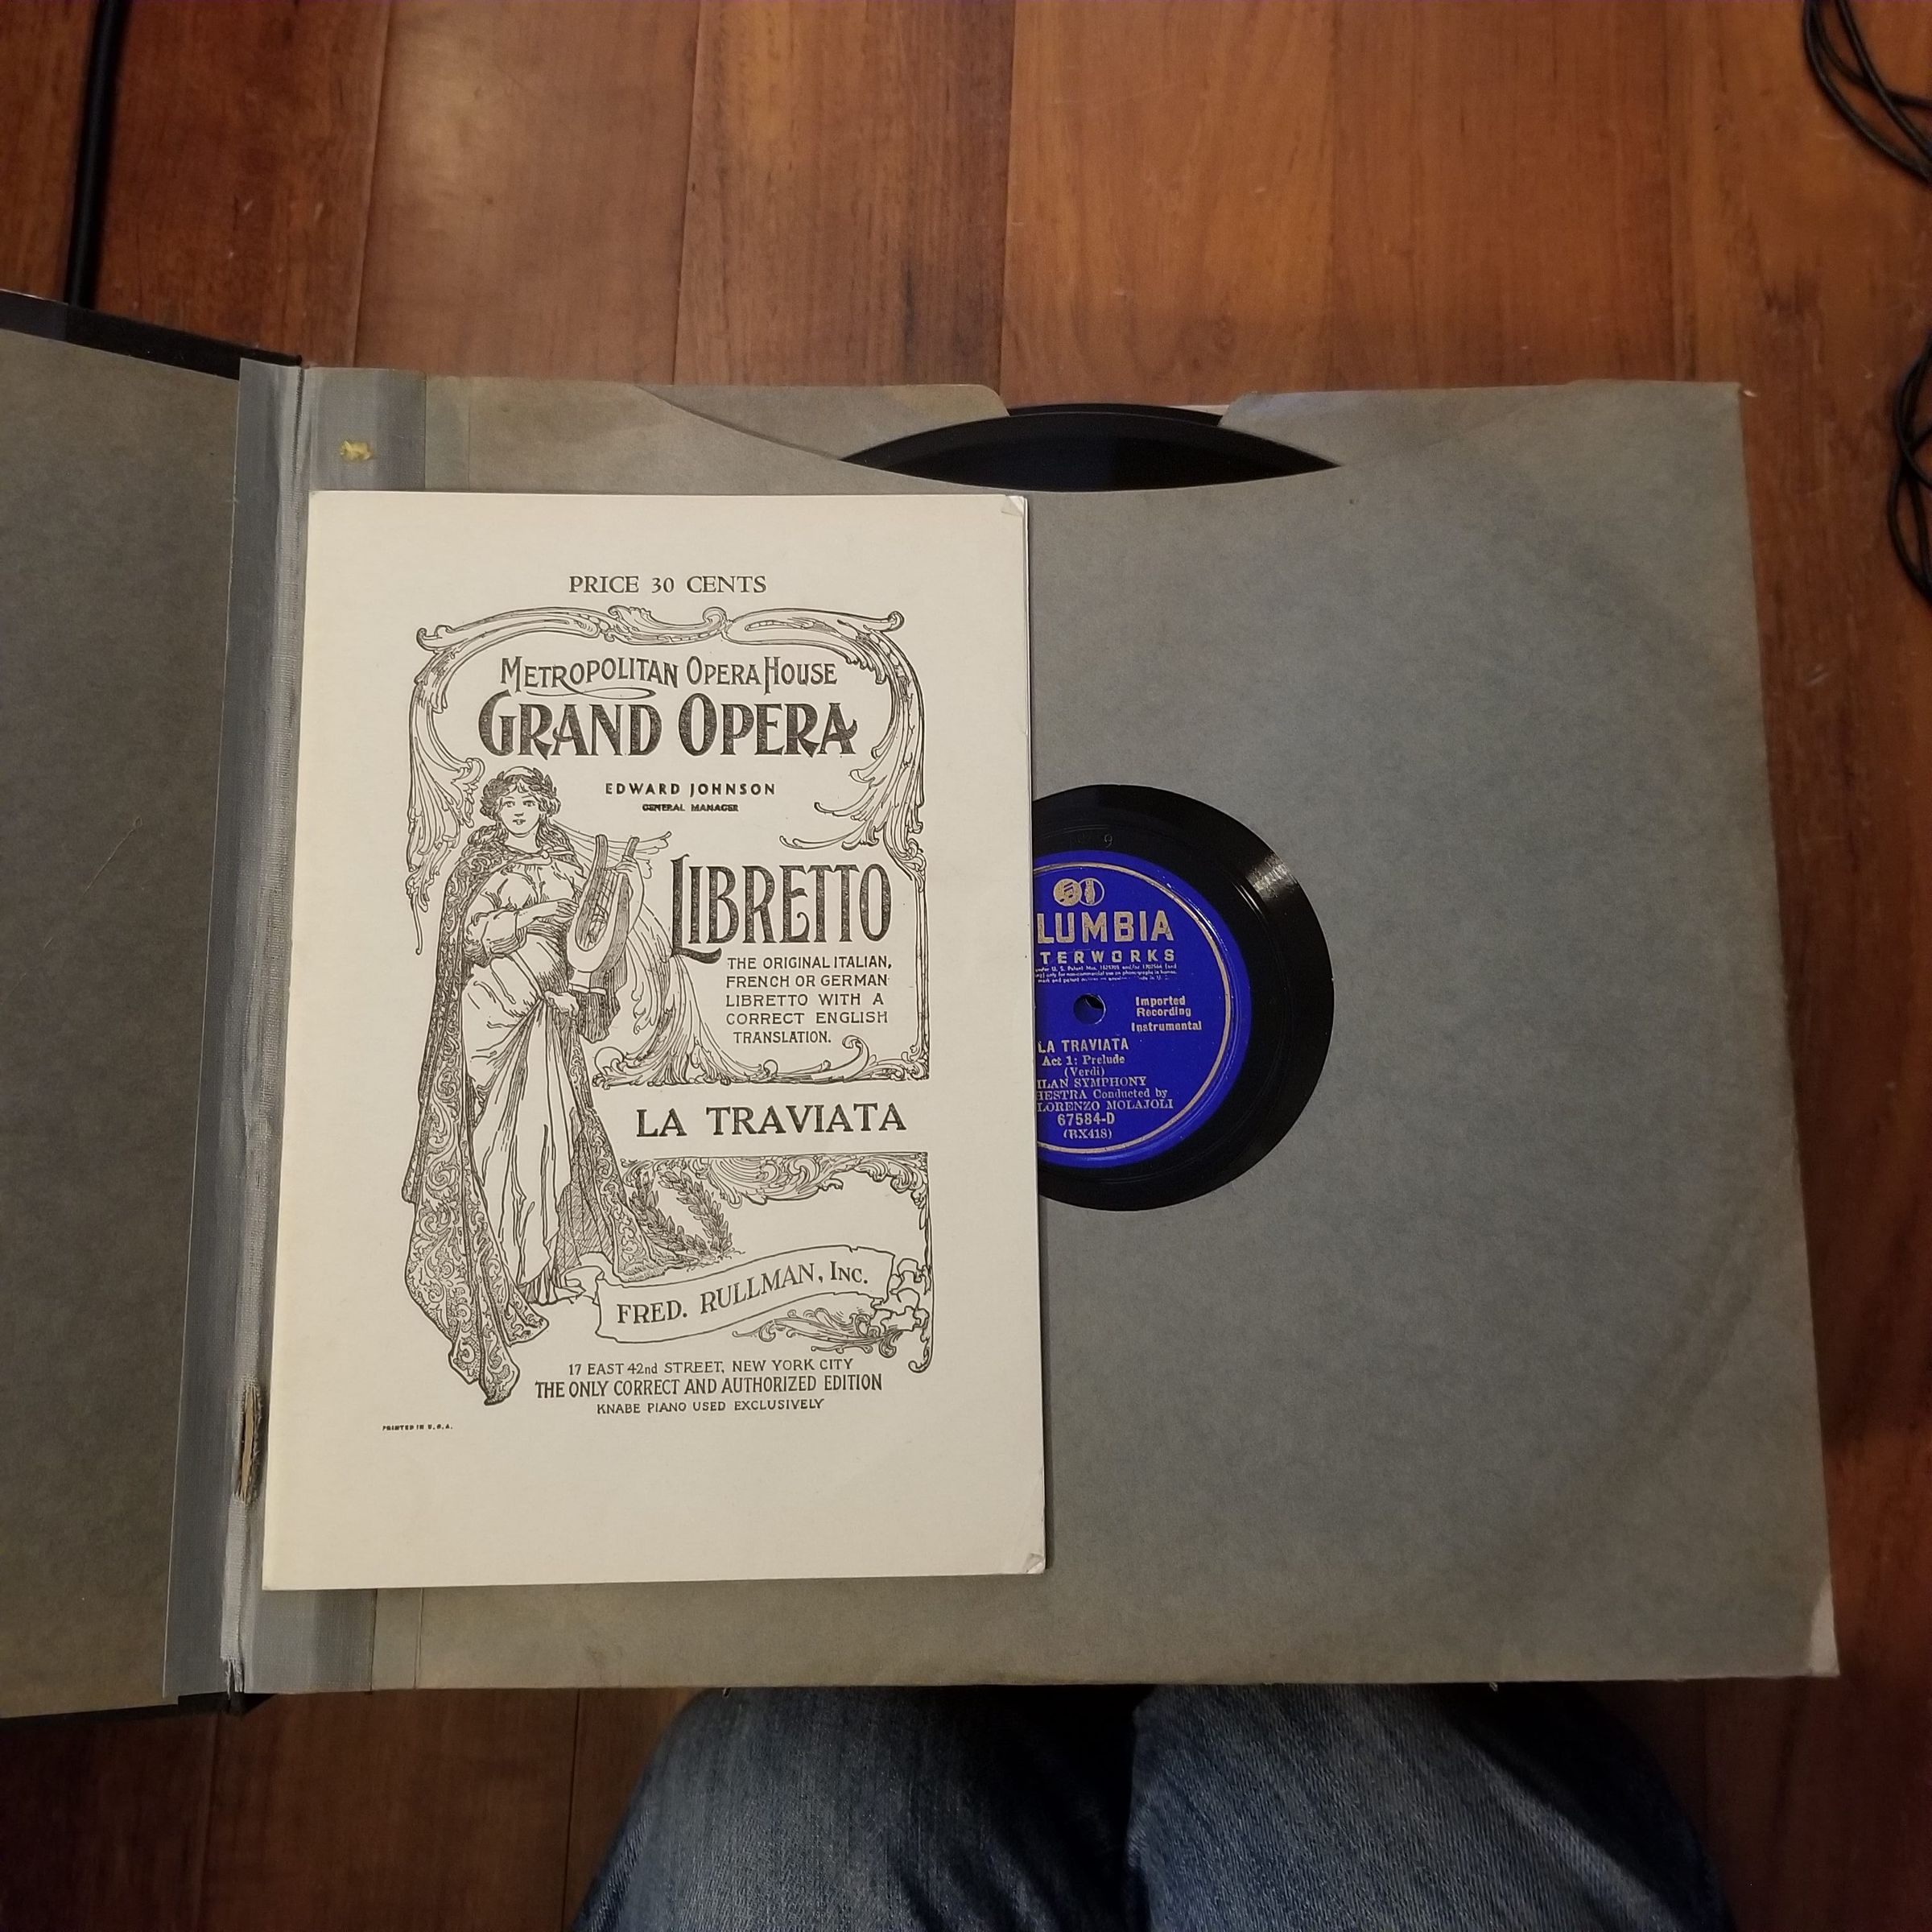 PRICE 30 CENTS
METROPOLITAN OPERA HOUSE
GRAND OPERA
EDWARD JOHNSON
GENERAL MANAGER
LIBRETTO
THE ORIGINAL ITALIAN,
FRENCH OR GERMAN
LIBRETTO WITH A
CORRECT ENGLISH
TRANSLATION.
LA TRAVIATA
FRED. RULLMAN, INC.
17 EAST 42nd STREET, NEW YORK CITY
THE ONLY CORRECT AND AUTHORIZED EDITION
KNABE PIANO USED EXCLUSIVELY
PRINTED IN U.S.A.
9
LUMBIA
TERWORKS
Imported
Recording
Instrumental
LA TRAVIATA
Act 1: Prelude
(Verdi)
ILAN SYMPHONY
HESTRA Conducted by
LORENZO MOLAJOLI
67584-D
(RX418)